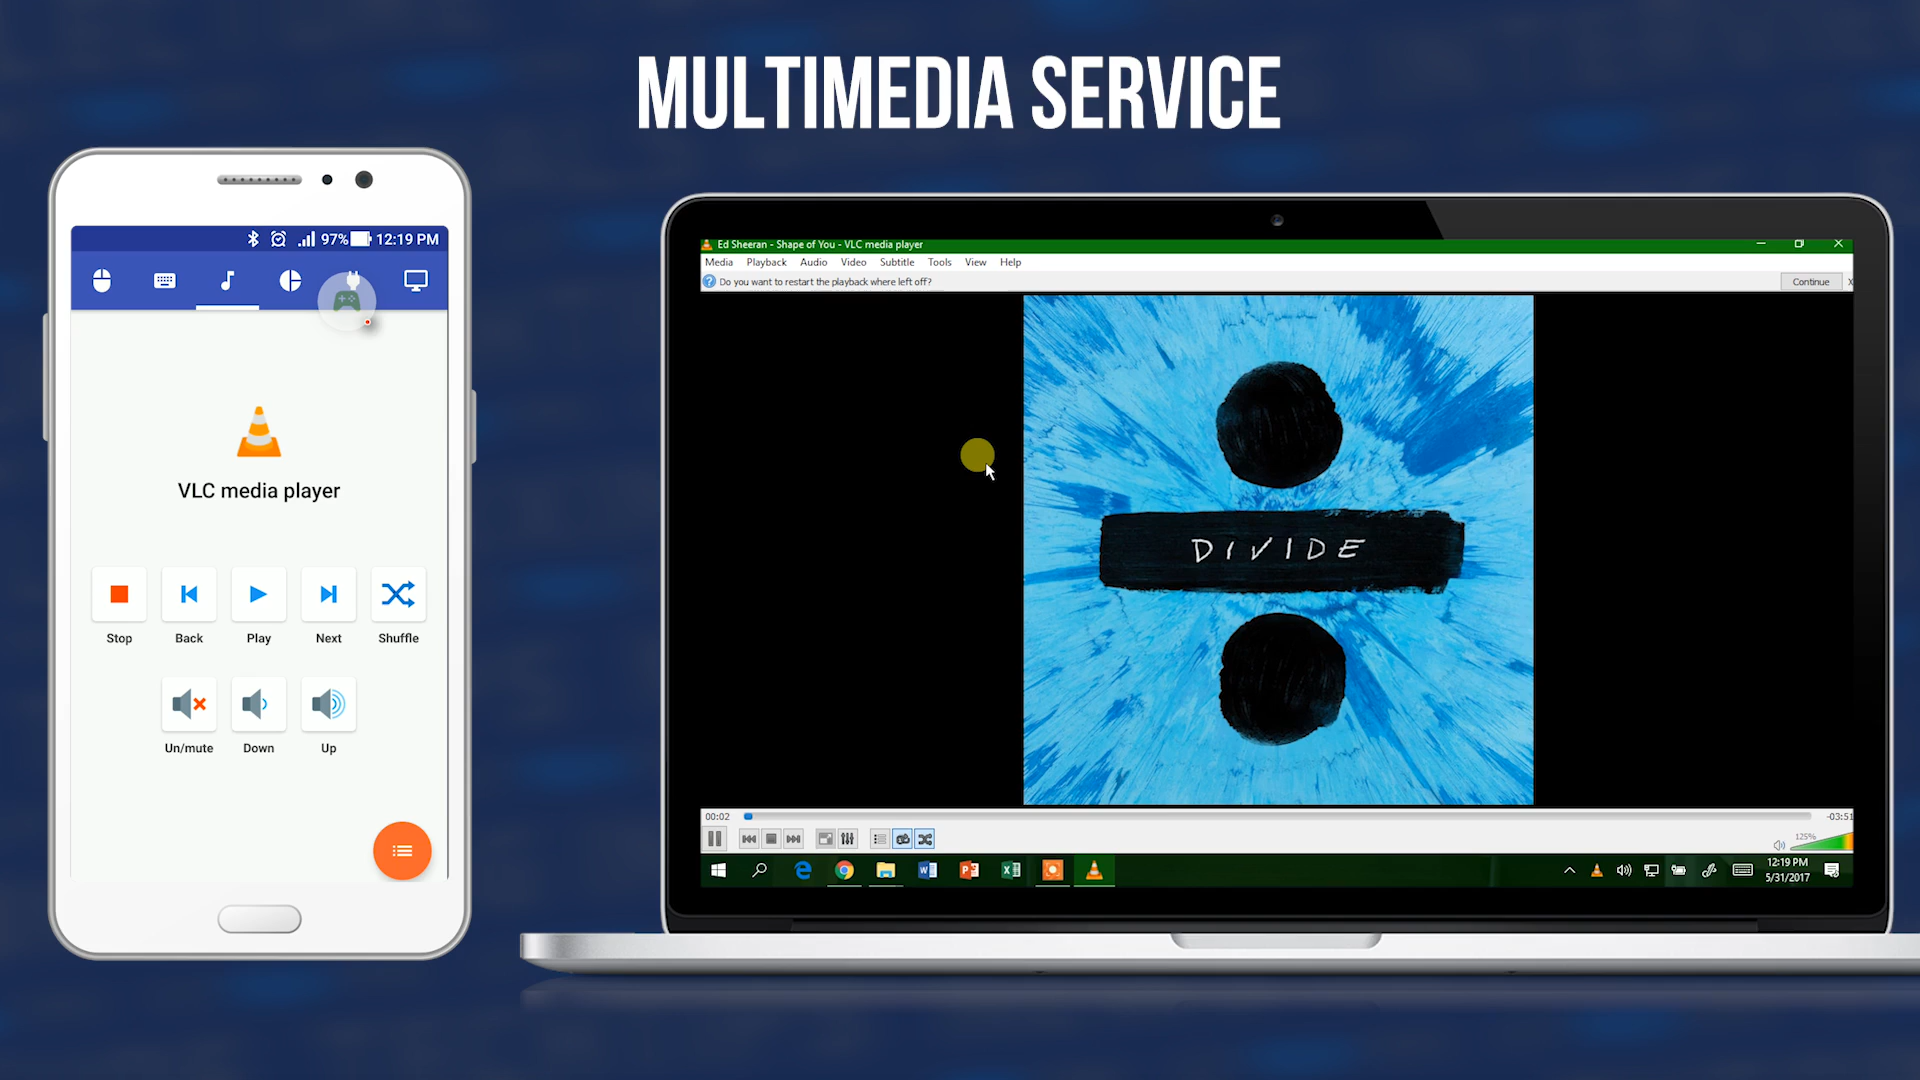 MULTIMEDIA SERVICE
97% 12:19 PM
VLC media player
Stop Back Play Next Shuffle
Un/mute Down Up
Ed Sheeran - Shape of You - VLC media player
Media Playback Audio Video Subtitle Tools View Help
Do you want to restart the playback where left off? Continue X
DIVIDE
00:02 -03:51
125%
12:19 PM
5/31/2017